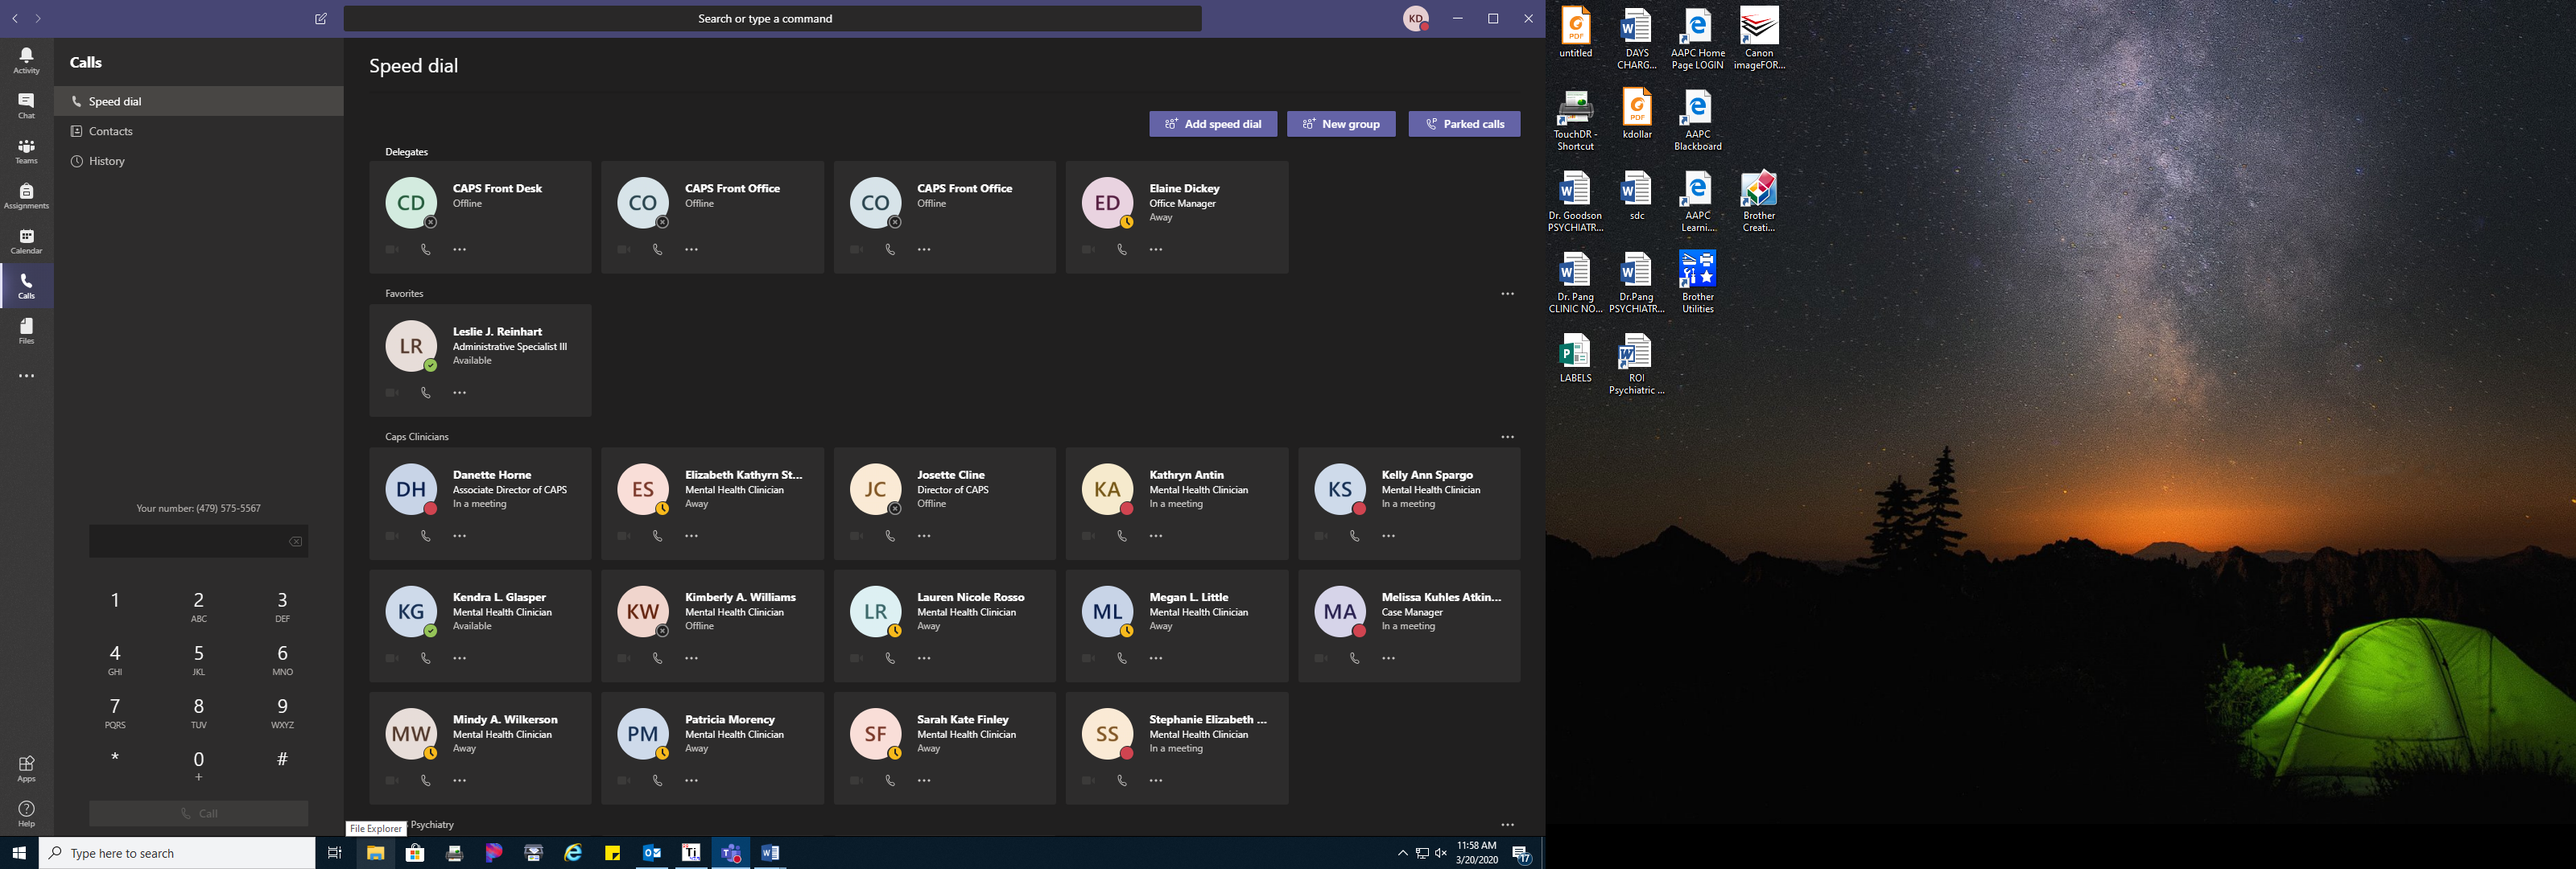 Search or type a command
KD
Activity
Chat
Teams
Assignments
Calendar
Calls
Files
Apps
Help
Calls
Speed dial
Contacts
History
Your number: (479) 575-5567
1
2
ABC
3
DEF
4
GHI
5
JKL
6
MNO
7
PQRS
8
TUV
9
WXYZ
*
0
+
#
Call
Speed dial
Add speed dial
New group
Parked calls
Delegates
CD
CAPS Front Desk
Offline
CO
CAPS Front Office
Offline
CO
CAPS Front Office
Offline
ED
Elaine Dickey
Office Manager
Away
Favorites
LR
Leslie J. Reinhart
Administrative Specialist III
Available
Caps Clinicians
DH
Danette Horne
Associate Director of CAPS
In a meeting
ES
Elizabeth Kathyrn St...
Mental Health Clinician
Away
JC
Josette Cline
Director of CAPS
Offline
KA
Kathryn Antin
Mental Health Clinician
In a meeting
KS
Kelly Ann Spargo
Mental Health Clinician
In a meeting
KG
Kendra L. Glasper
Mental Health Clinician
Available
KW
Kimberly A. Williams
Mental Health Clinician
Offline
LR
Lauren Nicole Rosso
Mental Health Clinician
Away
ML
Megan L. Little
Mental Health Clinician
Away
MA
Melissa Kuhles Atkin...
Case Manager
In a meeting
MW
Mindy A. Wilkerson
Mental Health Clinician
Away
PM
Patricia Morency
Mental Health Clinician
Away
SF
Sarah Kate Finley
Mental Health Clinician
Away
SS
Stephanie Elizabeth ...
Mental Health Clinician
In a meeting
Psychiatry
File Explorer
Type here to search
11:58 AM
3/20/2020
17
untitled
DAYS
CHARG...
AAPC Home
Page LOGIN
Canon
imageFOR...
TouchDR -
Shortcut
kdollar
AAPC
Blackboard
Dr. Goodson
PSYCHIATR...
sdc
AAPC
Learni...
Brother
Creati...
Dr. Pang
CLINIC NO...
Dr.Pang
PSYCHIATR...
Brother
Utilities
LABELS
ROI
Psychiatric ...